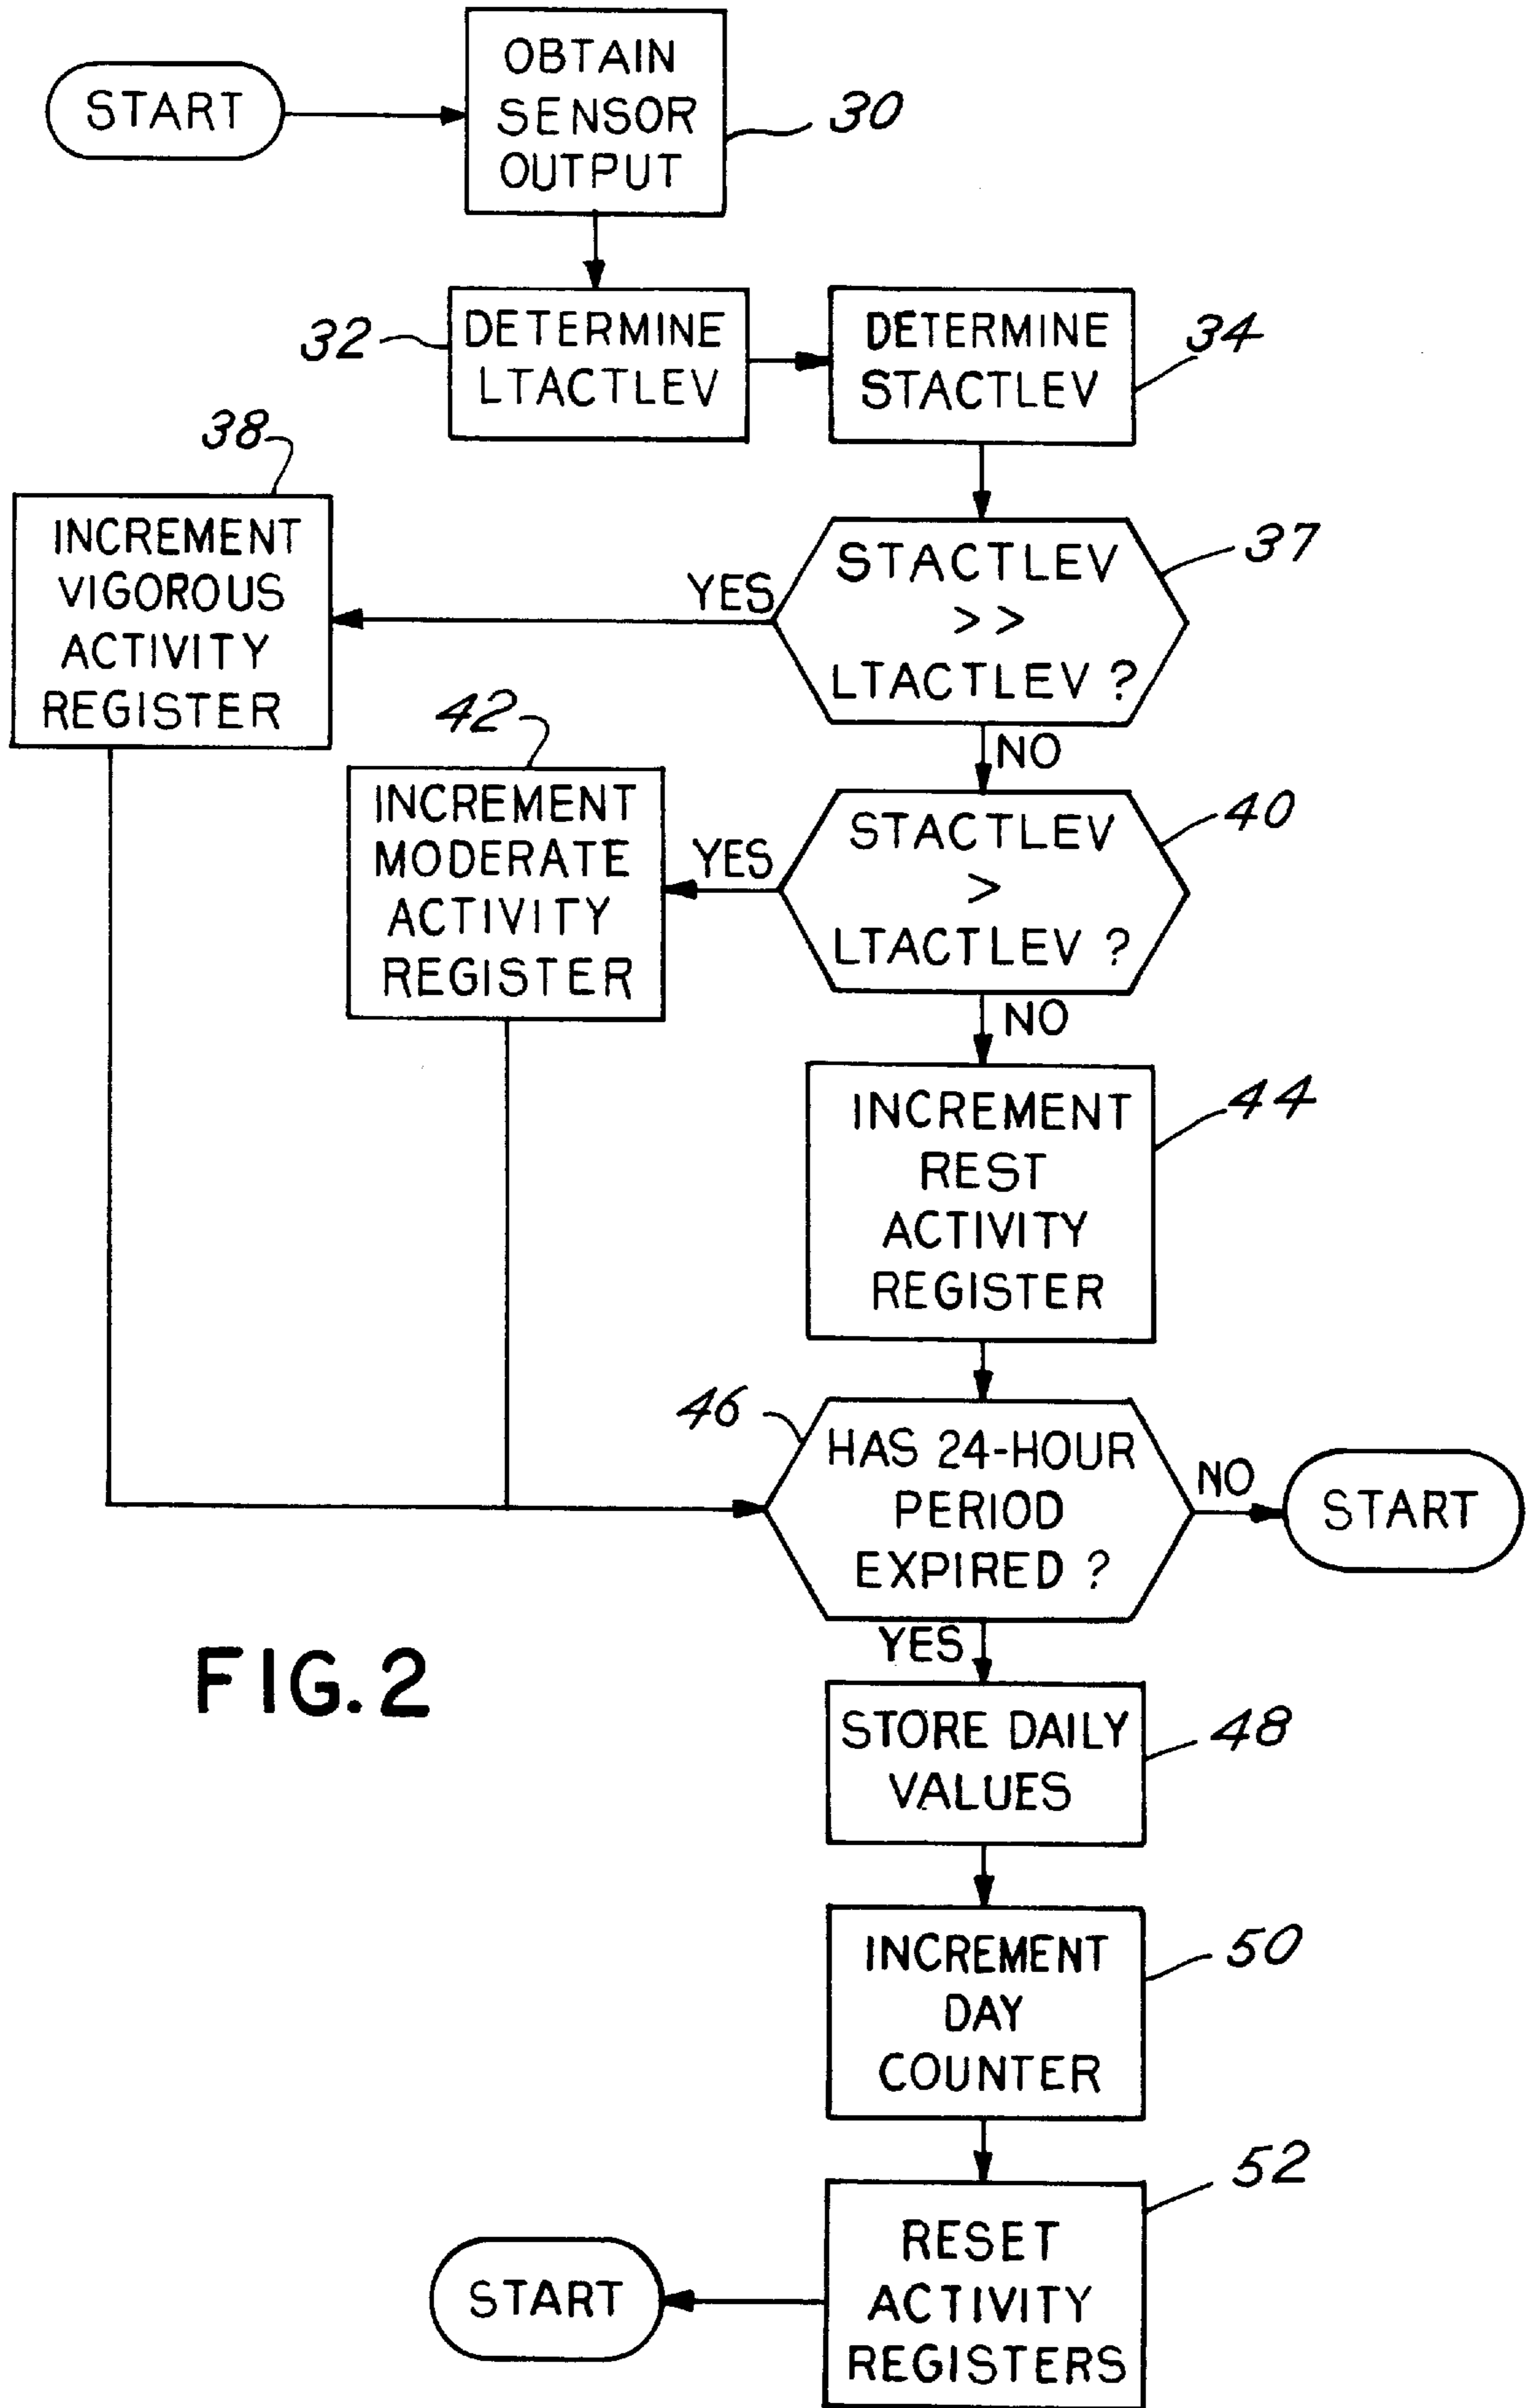 START
OBTAIN
SENSOR
OUTPUT
30
32
DETERMINE
LTACTLEV
DETERMINE
STACTLEV
34
38
INCREMENT
VIGOROUS
ACTIVITY
REGISTER
YES
STACTLEV
>>
LTACTLEV ?
37
NO
42
INCREMENT
MODERATE
ACTIVITY
REGISTER
YES
STACTLEV
>
LTACTLEV ?
40
NO
INCREMENT
REST
ACTIVITY
REGISTER
44
46
HAS 24-HOUR
PERIOD
EXPIRED ?
NO
START
YES
FIG. 2
STORE DAILY
VALUES
48
INCREMENT
DAY
COUNTER
50
RESET
ACTIVITY
REGISTERS
52
START